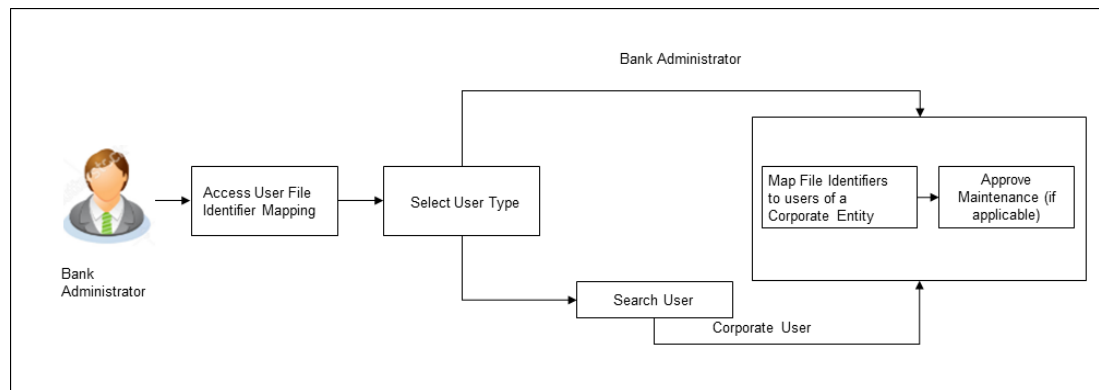 Bank Administrator
Access User File
Identifier Mapping
Select User Type
Map File Identifiers
to users of a
Corporate Entity
Approve
Maintenance (if
applicable)
Bank
Administrator
Search User
Corporate User